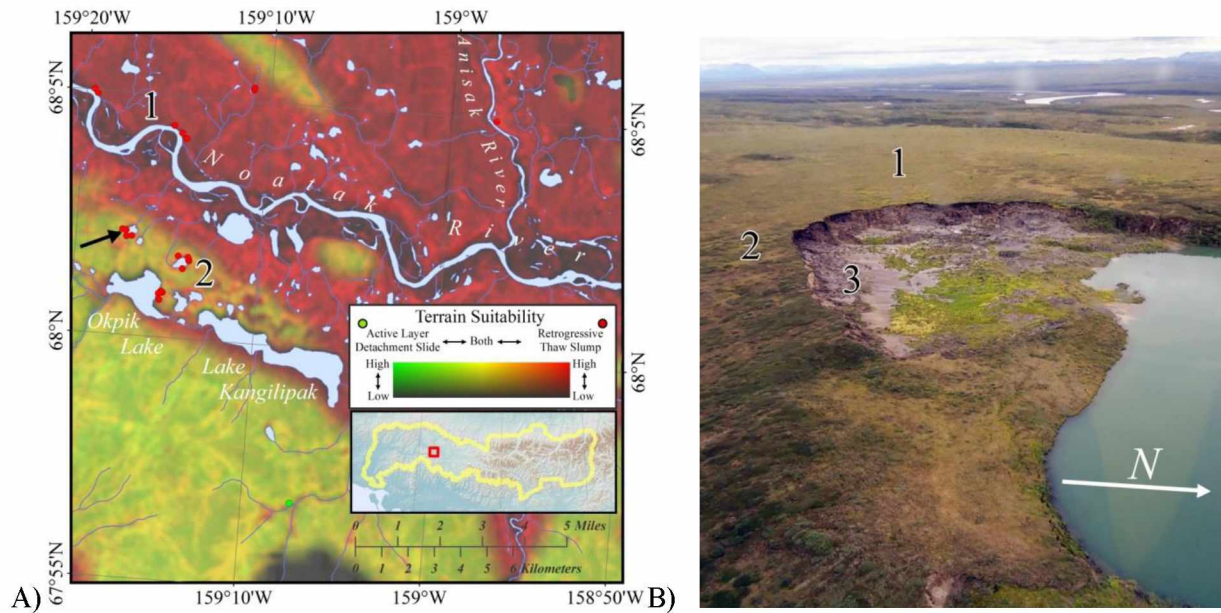 159°20'W
159°10'W
159°W
68°5'N
68°5'N
Anisak River
1
Noatak River
2
Okpik
Lake
Lake
Kangilipak
68°N
68°N
Terrain Suitability
Active Layer
Detachment Slide
Both
Retrogressive
Thaw Slump
High
Low
High
Low
0 1 2 3 4 5 Miles
0 1 2 3 4 5 6 Kilometers
67°55'N
159°10'W
159°W
158°50'W
A)
1
2
3
N
B)